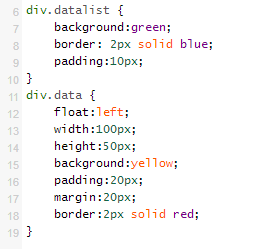 6 div.datalist {
7 background:green;
8 border: 2px solid blue;
9 padding:10px;
10 }
11 div.data {
12 float:left;
13 width:100px;
14 height:50px;
15 background:yellow;
16 padding:20px;
17 margin:20px;
18 border:2px solid red;
19 }